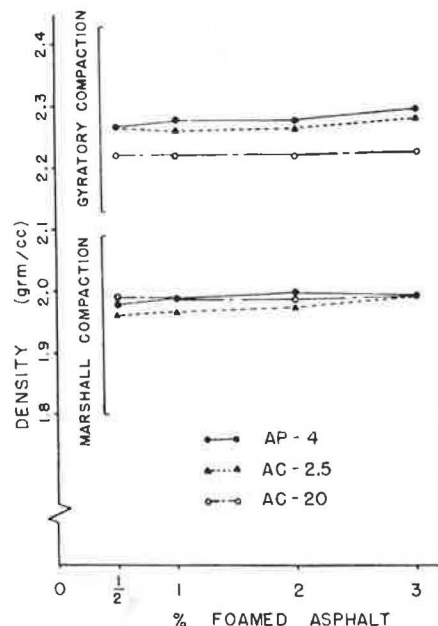 2.4
2.3
2.2
2.1
2.0
1.9
1.8
DENSITY (grm/cc)
GYRATORY COMPACTION
MARSHALL COMPACTION
AP - 4
AC - 2.5
AC - 20
0 1/2 1 2 3
% FOAMED ASPHALT